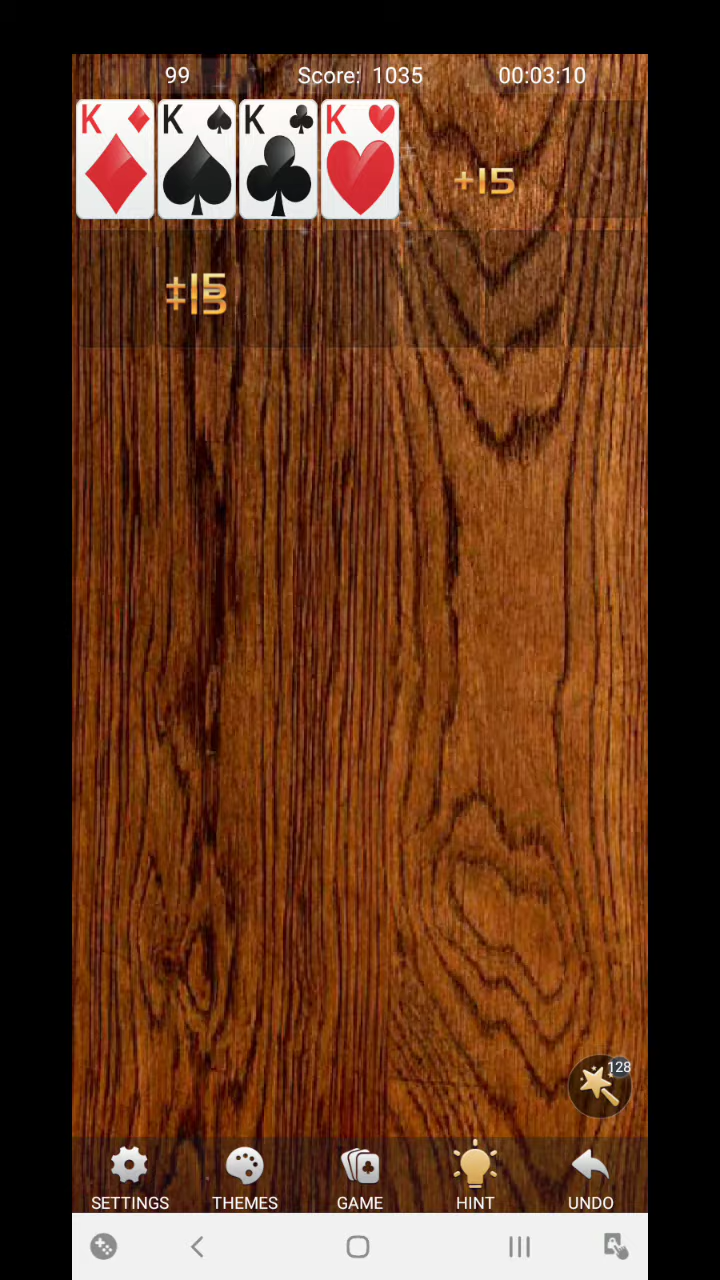 99 Score: 1035 00:03:10
K K K K
+15
+15
128
SETTINGS THEMES GAME HINT UNDO